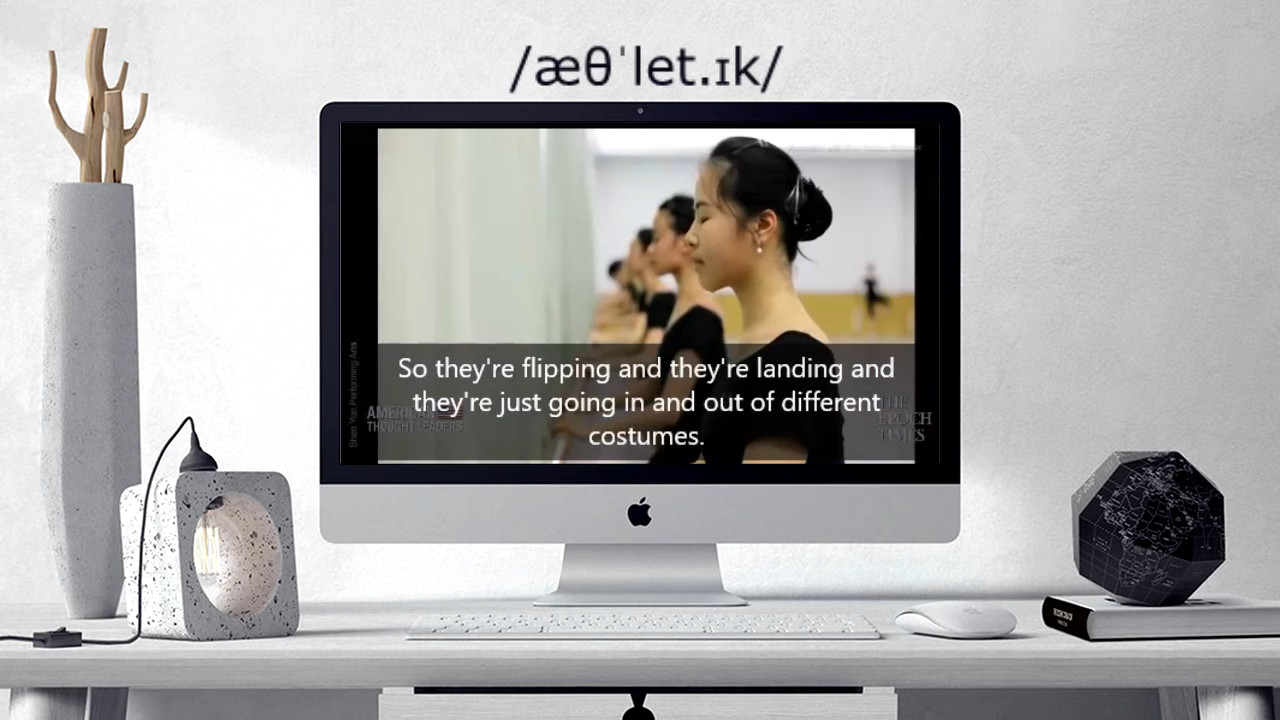 /æθˈlet.ɪk/
So they're flipping and they're landing and
they're just going in and out of different
costumes.
Shen Yun Performing Arts
AMERICAN
THOUGHT LEADERS
THE
EPOCH
TIMES